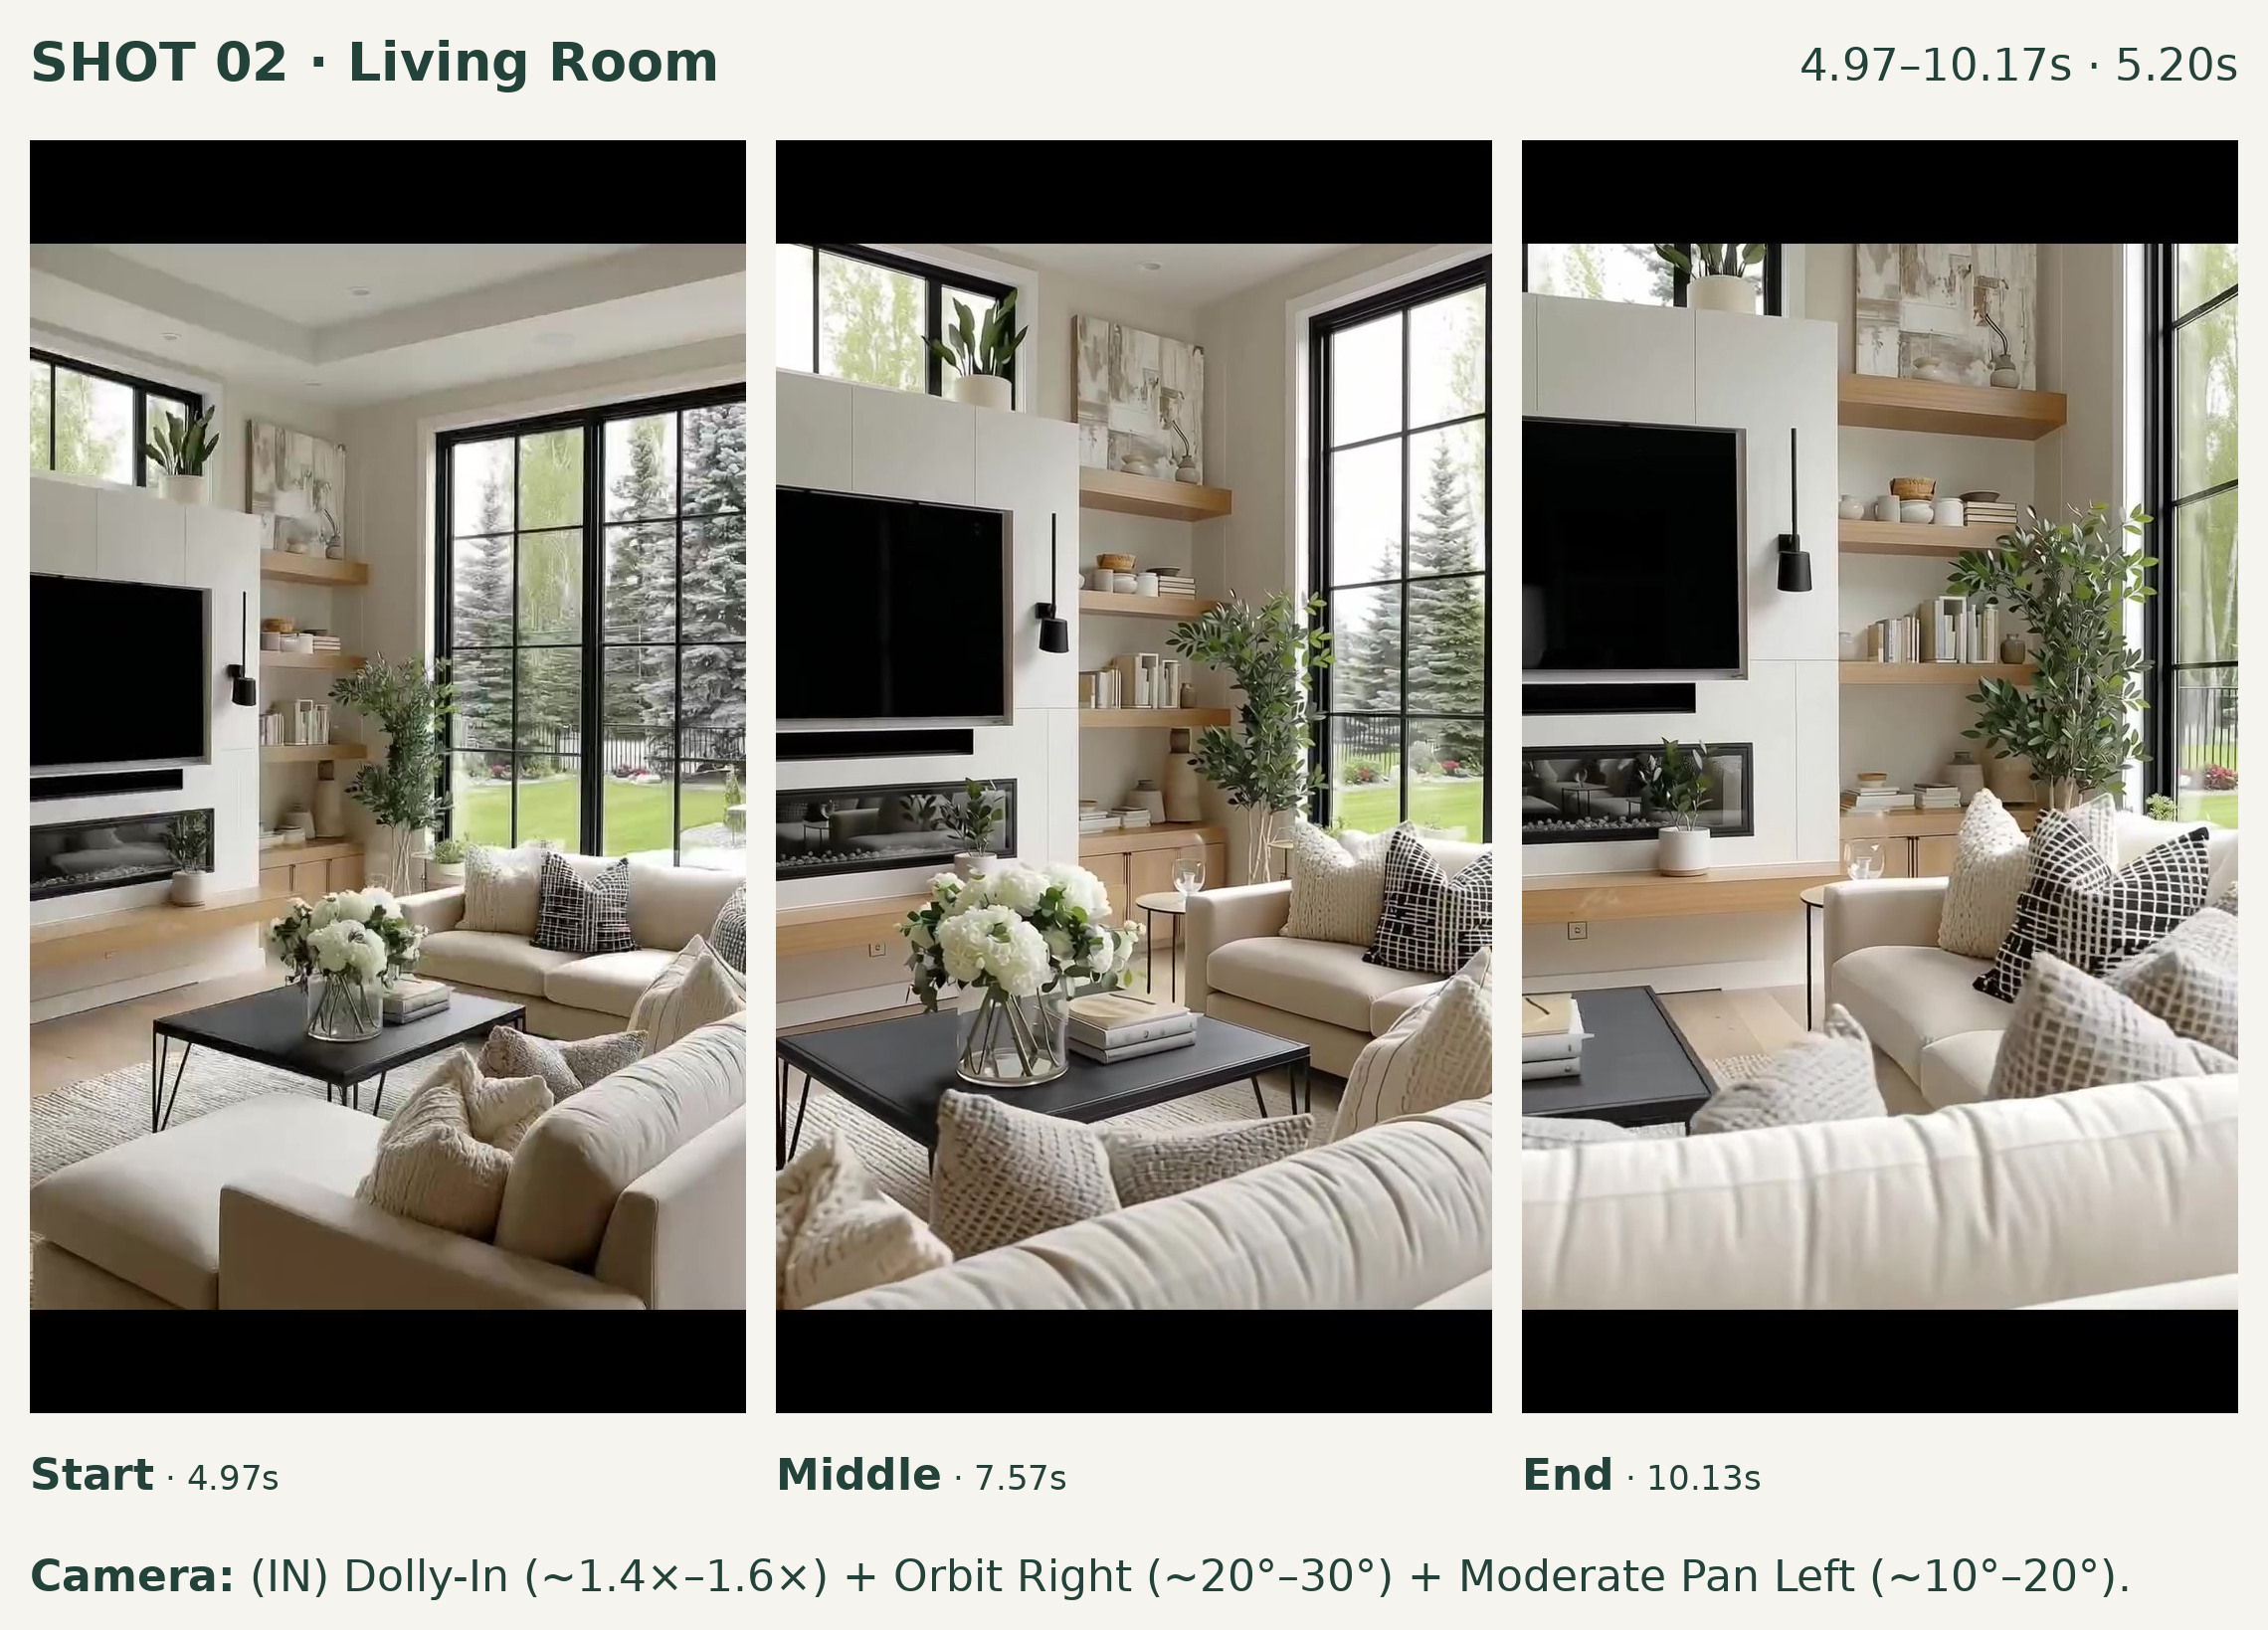 SHOT 02 · Living Room
4.97–10.17s · 5.20s
Start · 4.97s
Middle · 7.57s
End · 10.13s
Camera: (IN) Dolly-In (~1.4×–1.6×) + Orbit Right (~20°–30°) + Moderate Pan Left (~10°–20°).